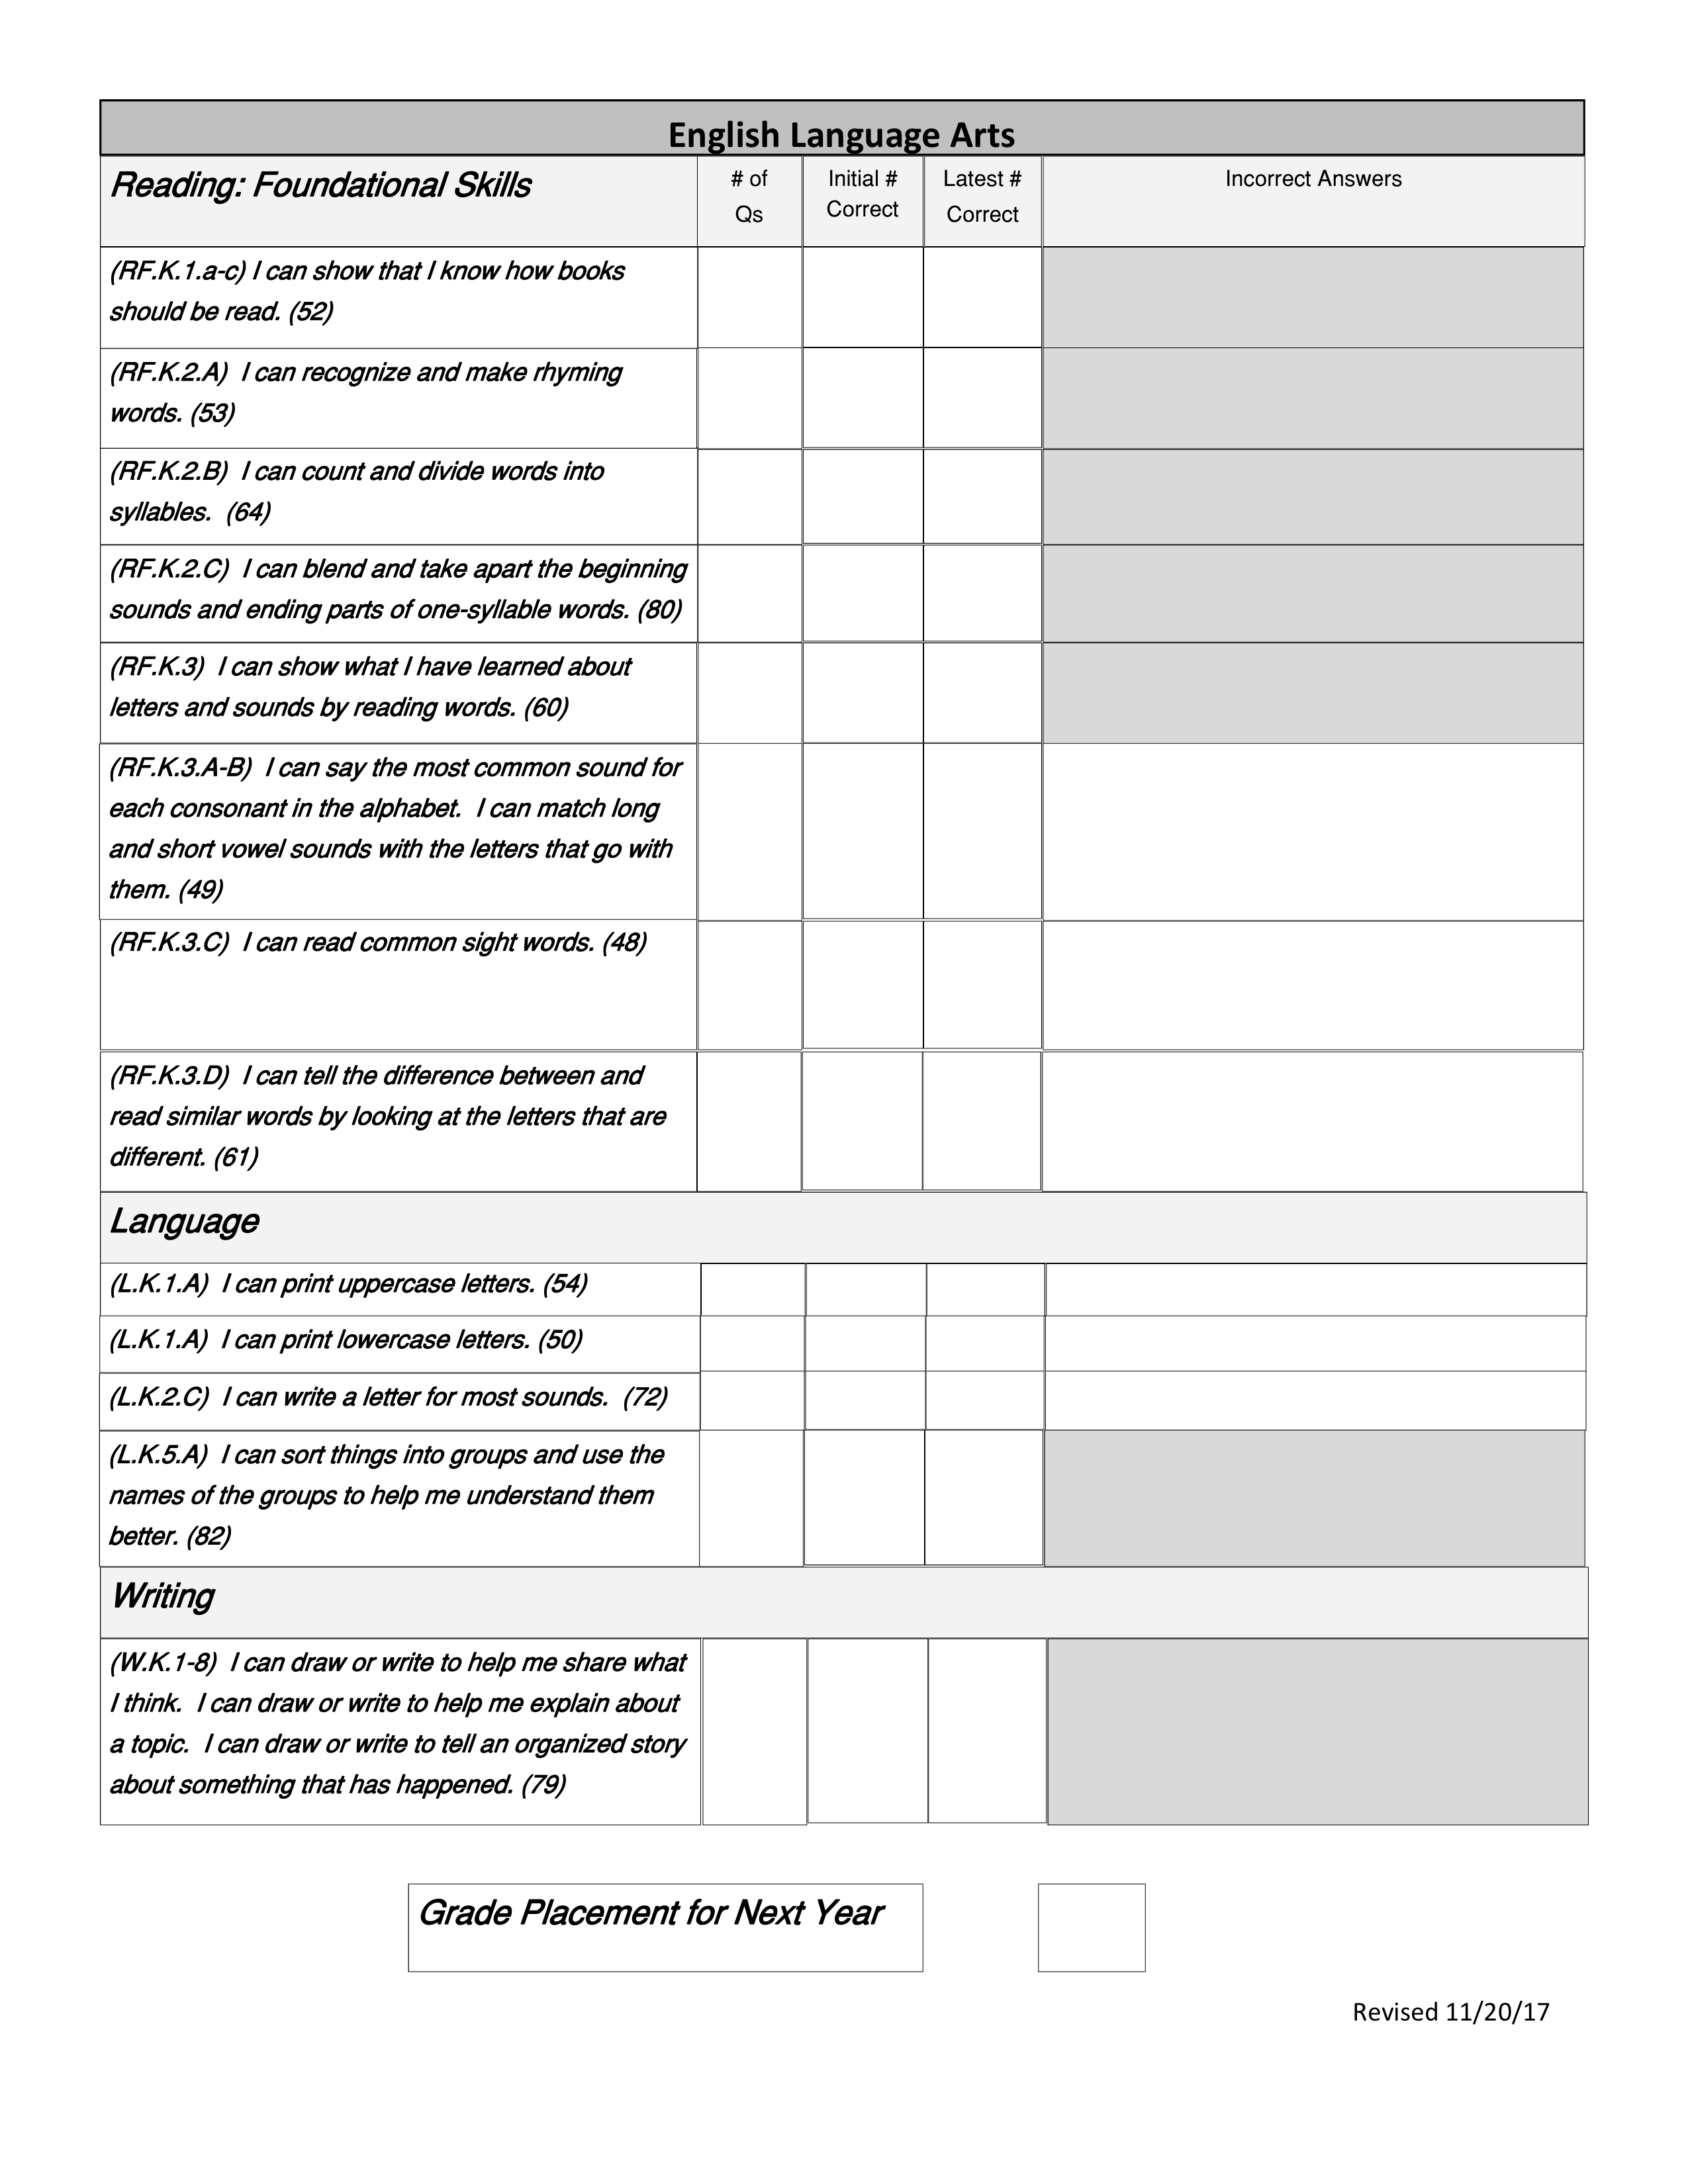 English Language Arts
Reading: Foundational Skills
# of
Qs
Initial #
Correct
Latest #
Correct
Incorrect Answers
(RF.K.1.a-c) I can show that I know how books
should be read. (52)
(RF.K.2.A)  I can recognize and make rhyming
words. (53)
(RF.K.2.B)  I can count and divide words into
syllables.  (64)
(RF.K.2.C)  I can blend and take apart the beginning
sounds and ending parts of one-syllable words. (80)
(RF.K.3)  I can show what I have learned about
letters and sounds by reading words. (60)
(RF.K.3.A-B)  I can say the most common sound for
each consonant in the alphabet.  I can match long
and short vowel sounds with the letters that go with
them. (49)
(RF.K.3.C)  I can read common sight words. (48)
(RF.K.3.D)  I can tell the difference between and
read similar words by looking at the letters that are
different. (61)
Language
(L.K.1.A)  I can print uppercase letters. (54)
(L.K.1.A)  I can print lowercase letters. (50)
(L.K.2.C)  I can write a letter for most sounds.  (72)
(L.K.5.A)  I can sort things into groups and use the
names of the groups to help me understand them
better. (82)
Writing
(W.K.1-8)  I can draw or write to help me share what
I think.  I can draw or write to help me explain about
a topic.  I can draw or write to tell an organized story
about something that has happened. (79)
Grade Placement for Next Year
Revised 11/20/17